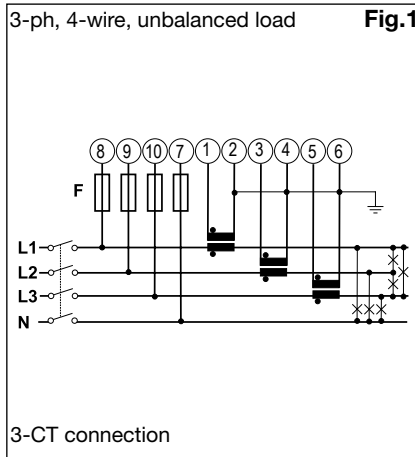 3-ph, 4-wire, unbalanced load Fig.1
8 9 10 7 1 2 3 4 5 6
F
L1
L2
L3
N
3-CT connection